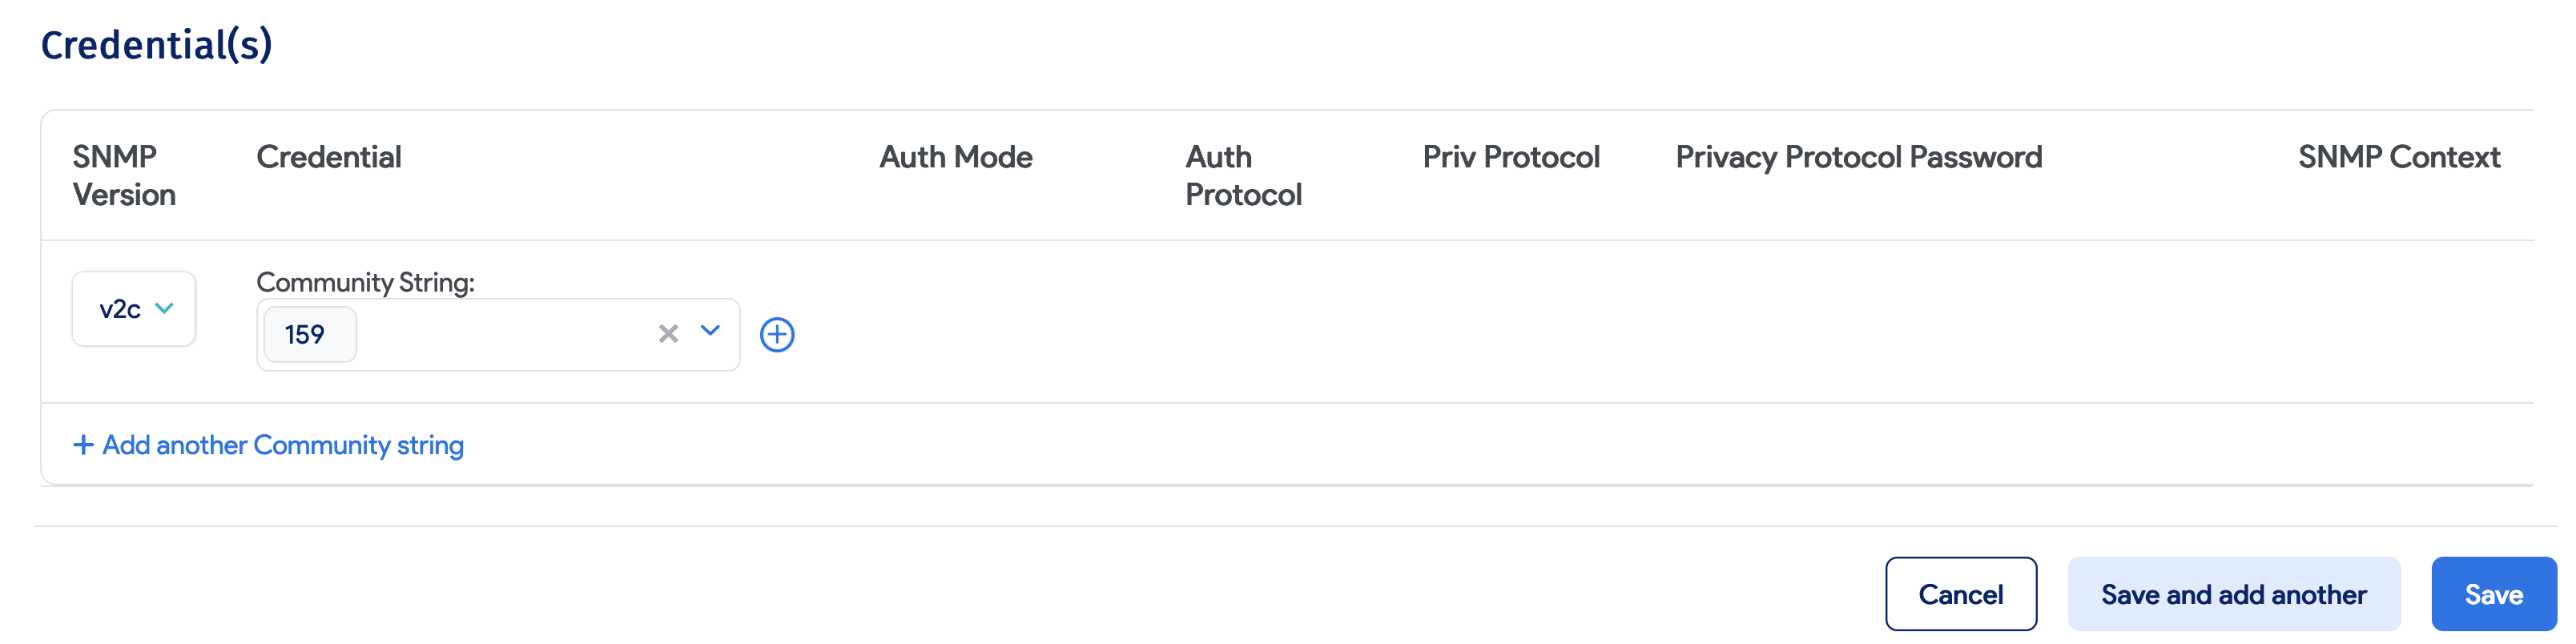 Credential(s)
SNMP Version
Credential
Auth Mode
Auth Protocol
Priv Protocol
Privacy Protocol Password
SNMP Context
v2c
Community String:
159
Add another Community string
Cancel
Save and add another
Save